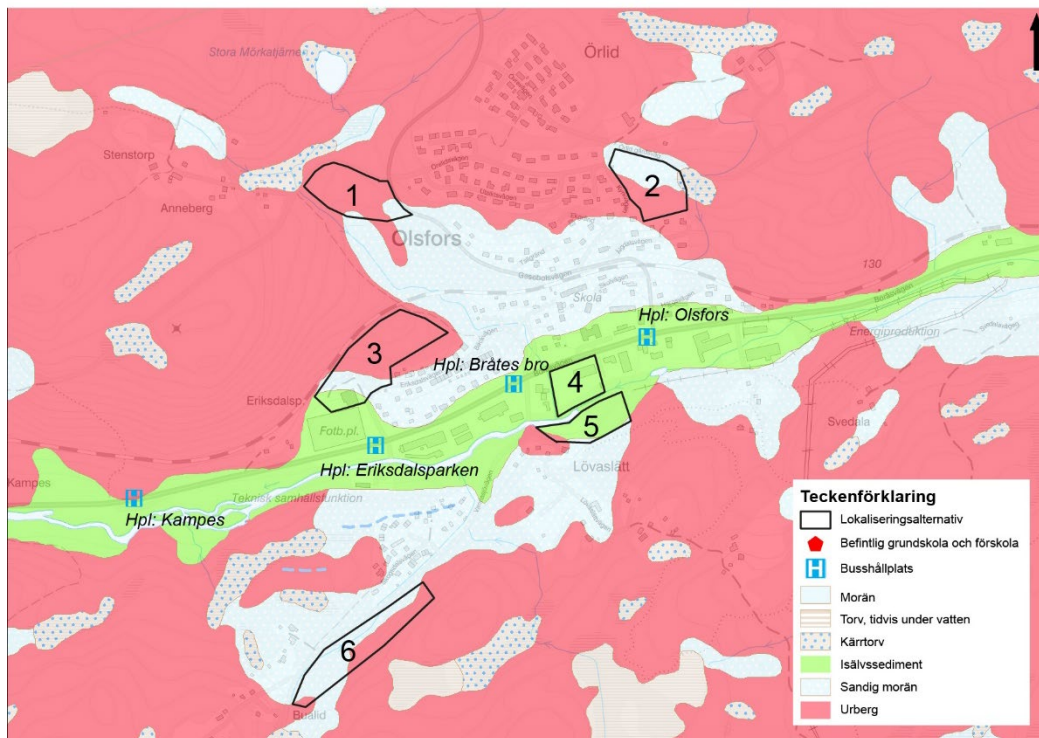 Stora Mörkatjärne
Örlid
Stenstorp
Anneberg
1
2
Olsfors
130
Skola
Hpl: Olsfors
Energiproduktion
3
Hpl: Bråtes bro
4
Eriksdalsp.
5
Fotb.pl.
Svedala
Hpl: Eriksdalsparken
Lövaslätt
Kampes
Teknisk samhällsfunktion
Hpl: Kampes
6
Bualid
Teckenförklaring
Lokaliseringsalternativ
Befintlig grundskola och förskola
H Busshållplats
Morän
Torv, tidvis under vatten
Kärrtorv
Isälvssediment
Sandig morän
Urberg